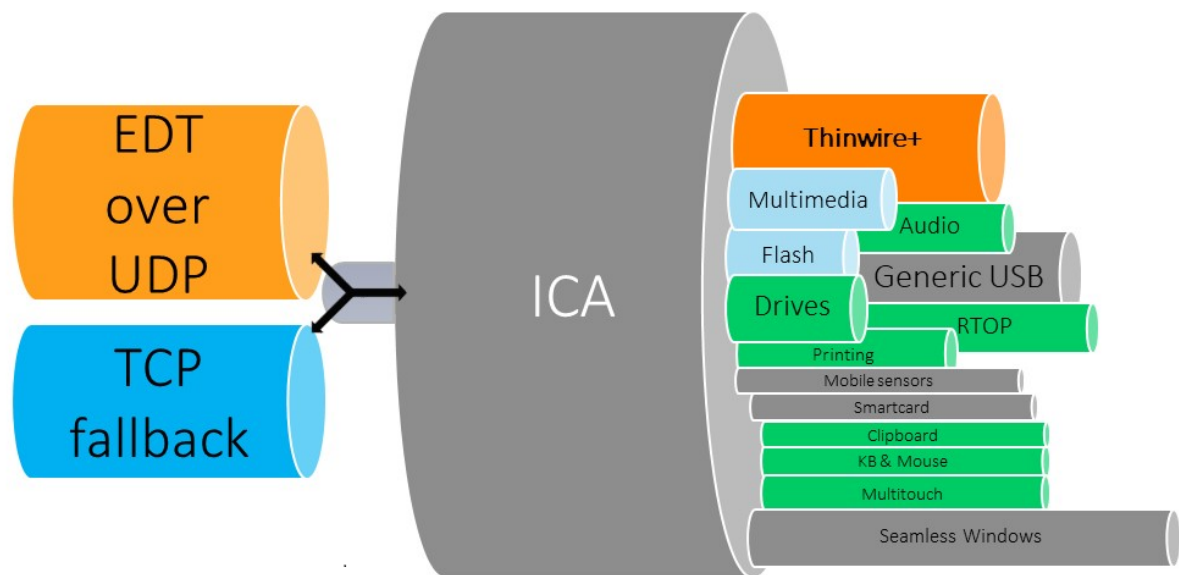 EDT
over
UDP
TCP
fallback
ICA
Thinwire+
Multimedia
Audio
Flash
Generic USB
Drives
RTOP
Printing
Mobile sensors
Smartcard
Clipboard
KB & Mouse
Multitouch
Seamless Windows